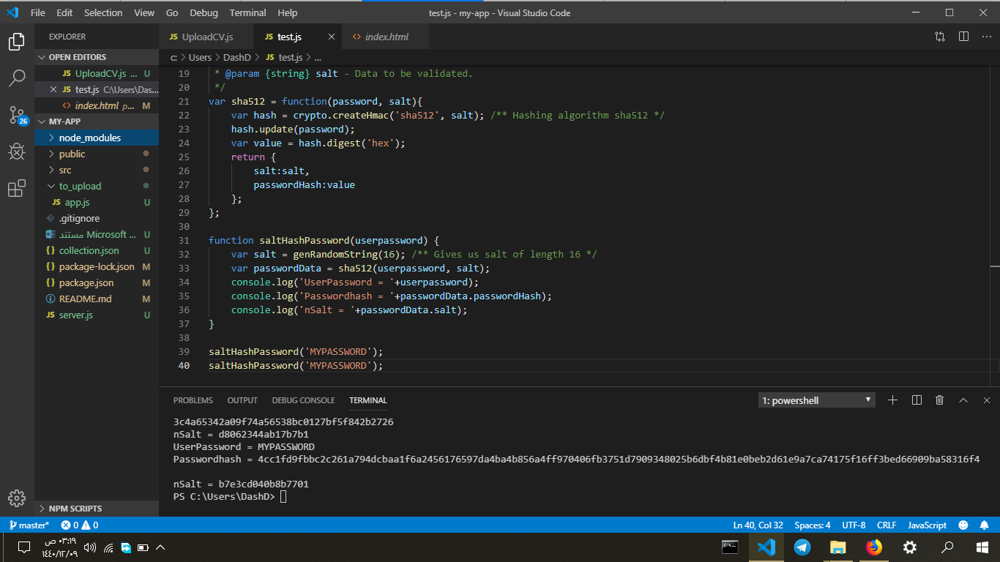 File Edit Selection View Go Debug Terminal Help
test.js - my-app - Visual Studio Code
EXPLORER
JS UploadCV.js
JS test.js
<> index.html
OPEN EDITORS
c: > Users > DashD > JS test.js > ...
JS UploadCV.js ... U
JS test.js C:\Users\Das...
<> index.html p... M
MY-APP
node_modules
public
src
to_upload
JS app.js U
.gitignore
مستند Microsoft ... U
{} collection.json U
{} package-lock.json M
{} package.json M
README.md M
JS server.js U
NPM SCRIPTS
26
19 * @param {string} salt - Data to be validated.
20 */
21 var sha512 = function(password, salt){
22 var hash = crypto.createHmac('sha512', salt); /** Hashing algorithm sha512 */
23 hash.update(password);
24 var value = hash.digest('hex');
25 return {
26 salt:salt,
27 passwordHash:value
28 };
29 };
30
31 function saltHashPassword(userpassword) {
32 var salt = genRandomString(16); /** Gives us salt of length 16 */
33 var passwordData = sha512(userpassword, salt);
34 console.log('UserPassword = '+userpassword);
35 console.log('Passwordhash = '+passwordData.passwordHash);
36 console.log('nSalt = '+passwordData.salt);
37 }
38
39 saltHashPassword('MYPASSWORD');
40 saltHashPassword('MYPASSWORD');
PROBLEMS OUTPUT DEBUG CONSOLE TERMINAL
1: powershell
3c4a65342a09f74a56538bc0127bf5f842b2726
nSalt = d8062344ab17b7b1
UserPassword = MYPASSWORD
Passwordhash = 4cc1fd9fbbc2c261a794dcbaa1f6a2456176597da4ba4b856a4ff970406fb3751d7909348025b6dbf4b81e0beb2d61e9a7ca74175f16ff3bed66909ba58316f4
nSalt = b7e3cd040b8b7701
PS C:\Users\DashD>
master* 0 0
Ln 40, Col 32 Spaces: 4 UTF-8 CRLF JavaScript
٠٣:١٩ ص
١٤٤٠/١٢/٠٩